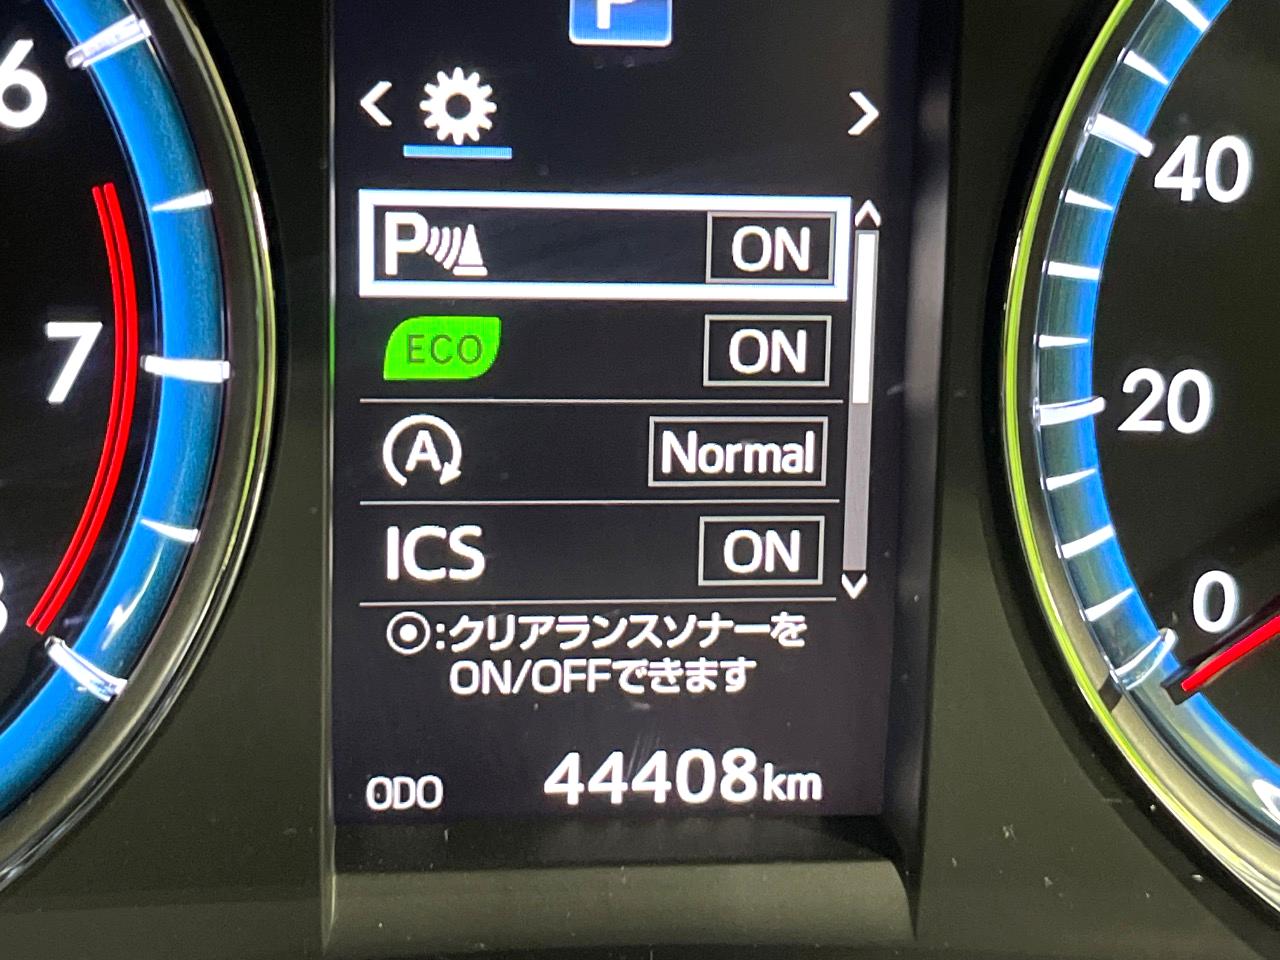 P
6
7
P ON
ECO ON
A Normal
ICS ON
:クリアランスソナーを
ON/OFFできます
ODO 44408km
40
20
0